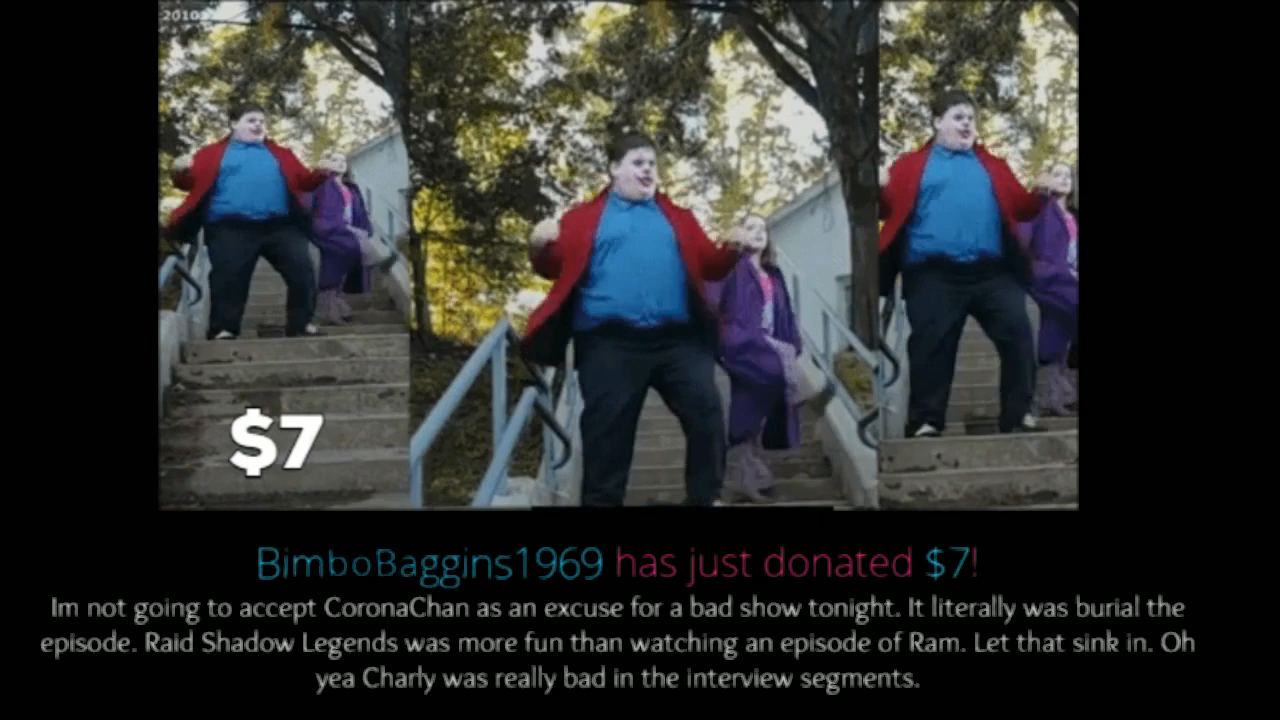 2010
$7
BimboBaggins1969 has just donated $7!
Im not going to accept CoronaChan as an excuse for a bad show tonight. It literally was burial the
episode. Raid Shadow Legends was more fun than watching an episode of Ram. Let that sink in. Oh
yea Charly was really bad in the interview segments.